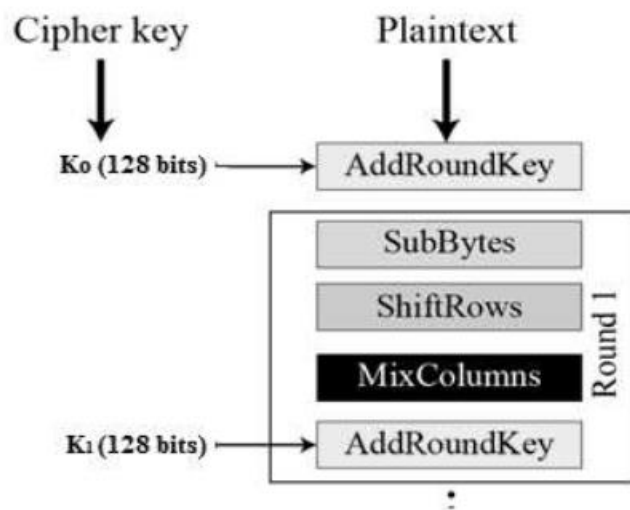 Cipher key Plaintext
K0 (128 bits) AddRoundKey
SubBytes
ShiftRows
MixColumns
Round 1
K1 (128 bits) AddRoundKey